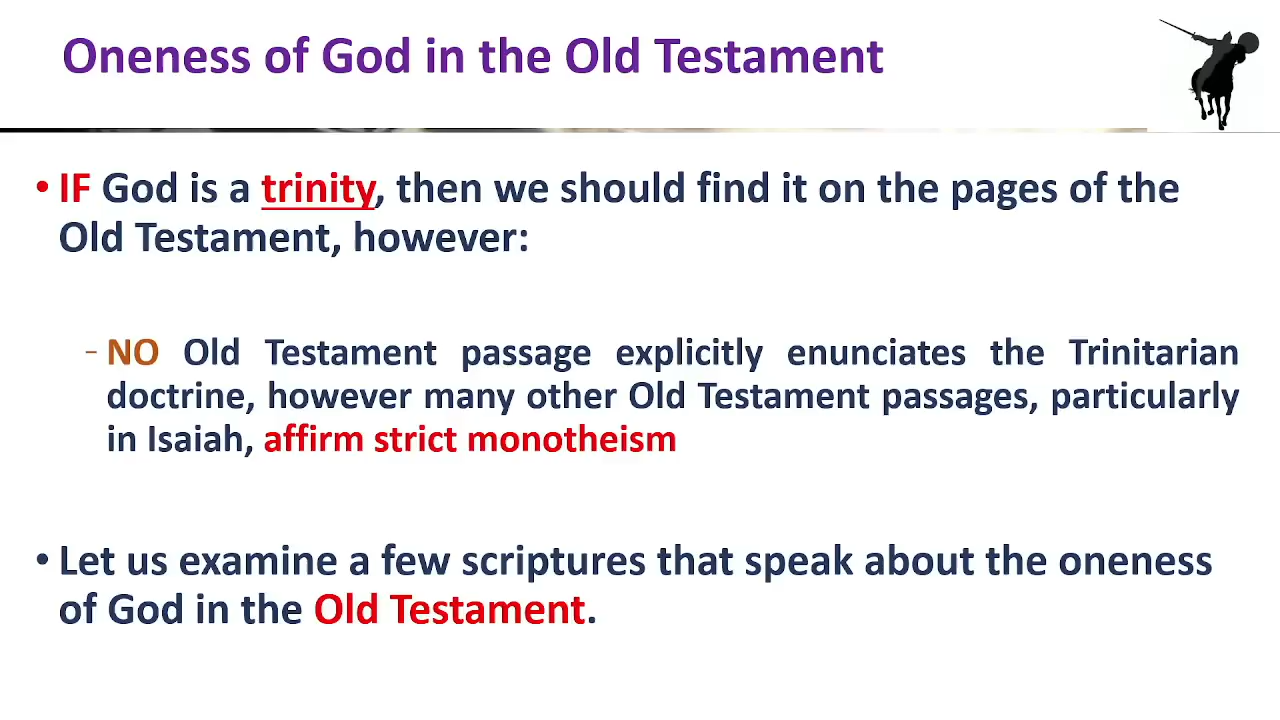 Oneness of God in the Old Testament
• IF God is a trinity, then we should find it on the pages of the
Old Testament, however:
- NO Old Testament passage explicitly enunciates the Trinitarian
doctrine, however many other Old Testament passages, particularly
in Isaiah, affirm strict monotheism
• Let us examine a few scriptures that speak about the oneness
of God in the Old Testament.